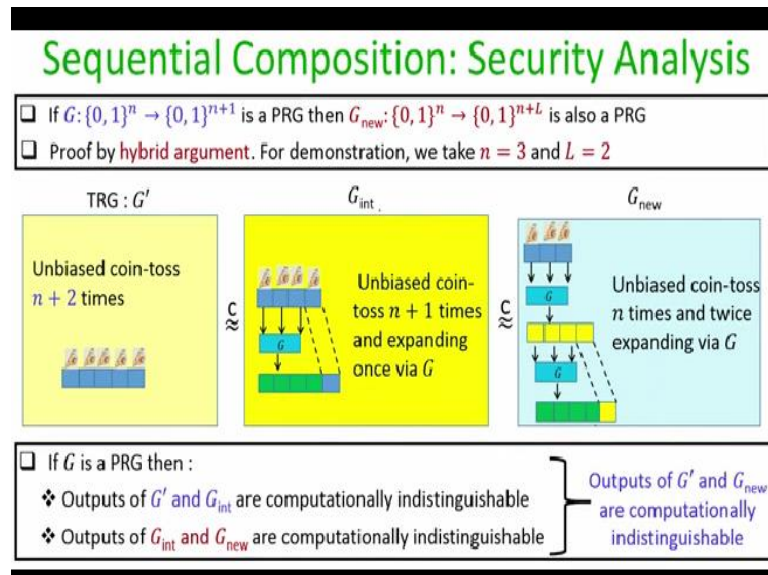 Sequential Composition: Security Analysis
❑ If G: {0, 1}ⁿ → {0, 1}ⁿ⁺¹ is a PRG then G_new: {0, 1}ⁿ → {0, 1}ⁿ⁺ᴸ is also a PRG
❑ Proof by hybrid argument. For demonstration, we take n = 3 and L = 2
TRG : G′
Unbiased coin-toss
n + 2 times
c
≈
G_int
G
Unbiased coin-
toss n + 1 times
and expanding
once via G
c
≈
G_new
G
G
Unbiased coin-toss
n times and twice
expanding via G
❑ If G is a PRG then :
❖ Outputs of G′ and G_int are computationally indistinguishable
❖ Outputs of G_int and G_new are computationally indistinguishable
Outputs of G′ and G_new
are computationally
indistinguishable